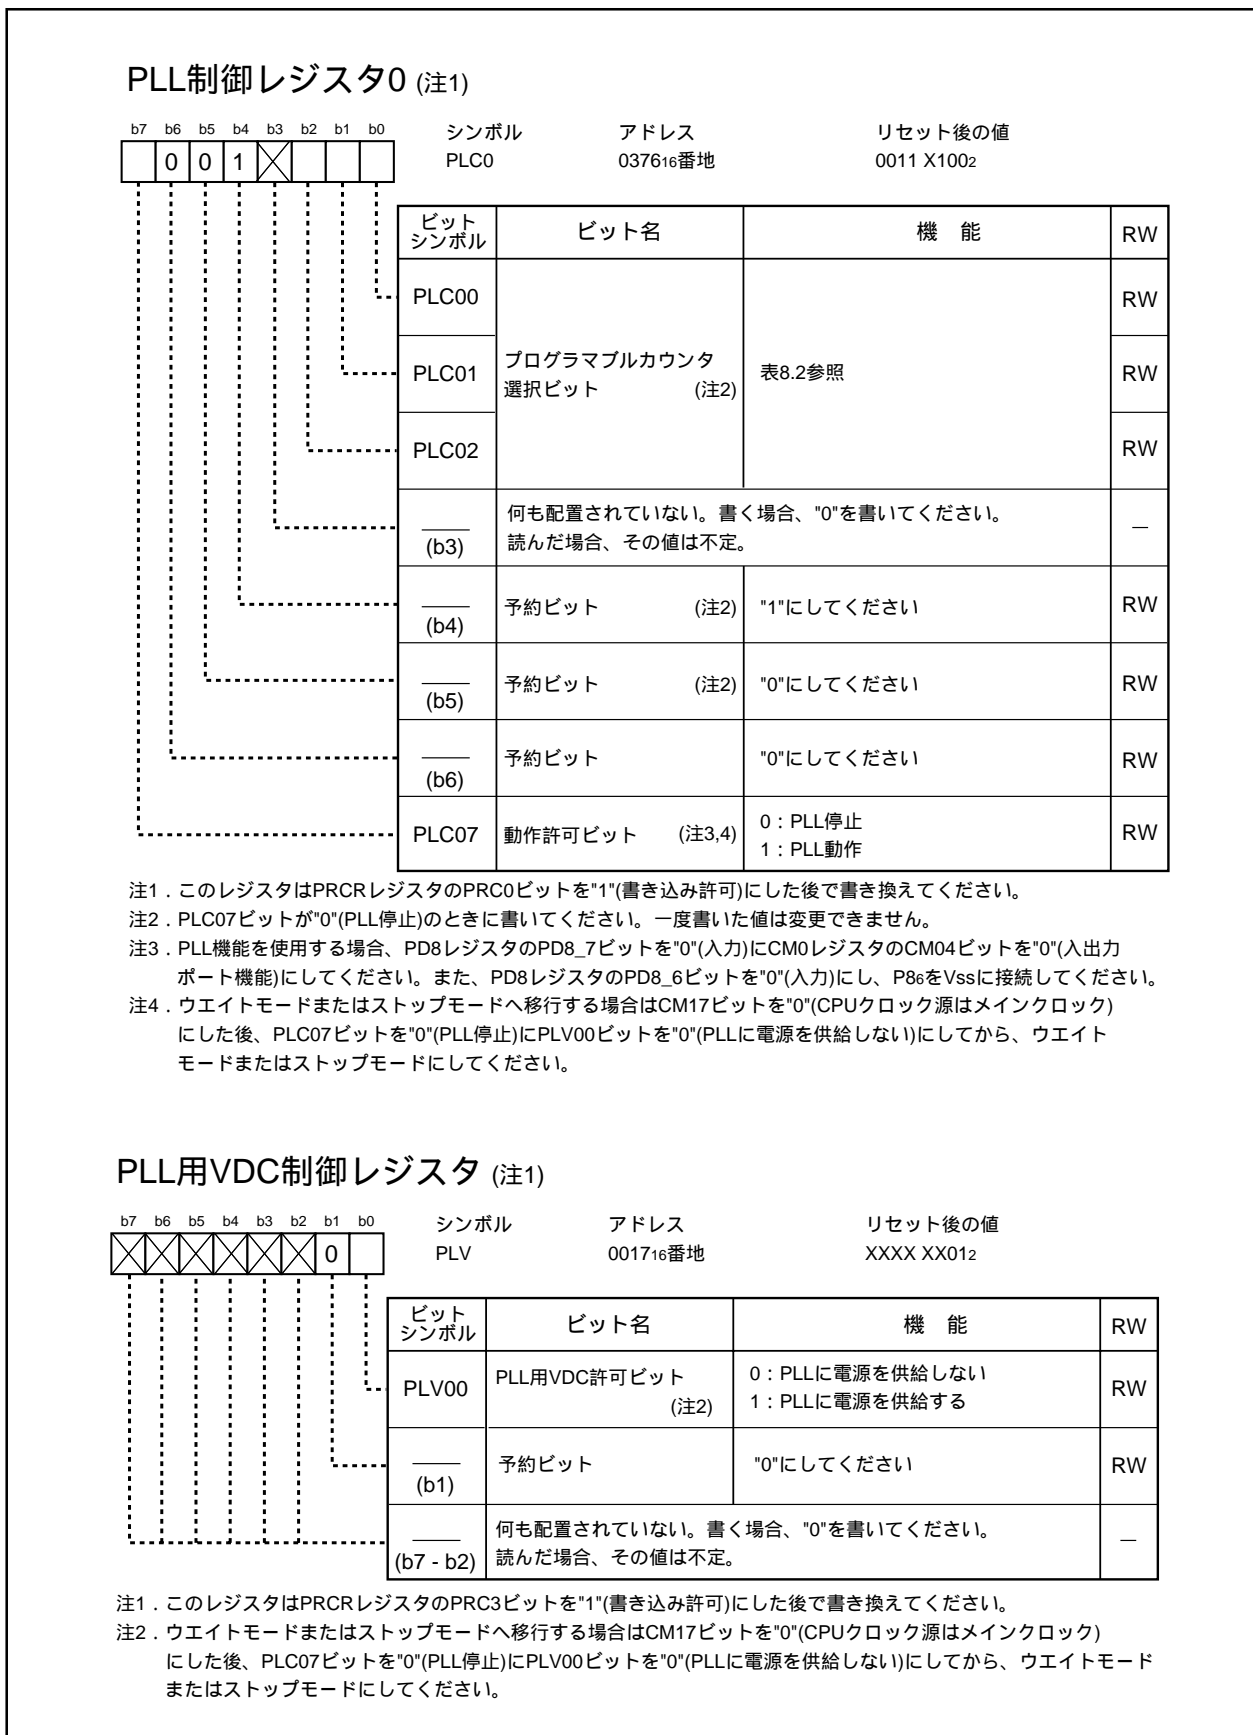 PLL制御レジスタ0 (注1)
b7 b6 b5 b4 b3 b2 b1 b0
0 0 1
シンボル アドレス リセット後の値
PLC0 037616番地 0011 X1002
ビット
シンボル
ビット名 機 能 RW
PLC00 RW
PLC01 プログラマブルカウンタ
選択ビット (注2) 表8.2参照 RW
PLC02 RW
(b3) 何も配置されていない。書く場合、"0"を書いてください。
読んだ場合、その値は不定。 —
(b4) 予約ビット (注2) "1"にしてください RW
(b5) 予約ビット (注2) "0"にしてください RW
(b6) 予約ビット "0"にしてください RW
PLC07 動作許可ビット (注3,4) 0：PLL停止
1：PLL動作 RW
注1．このレジスタはPRCRレジスタのPRC0ビットを"1"(書き込み許可)にした後で書き換えてください。
注2．PLC07ビットが"0"(PLL停止)のときに書いてください。一度書いた値は変更できません。
注3．PLL機能を使用する場合、PD8レジスタのPD8_7ビットを"0"(入力)にCM0レジスタのCM04ビットを"0"(入出力
ポート機能)にしてください。また、PD8レジスタのPD8_6ビットを"0"(入力)にし、P86をVssに接続してください。
注4．ウエイトモードまたはストップモードへ移行する場合はCM17ビットを"0"(CPUクロック源はメインクロック)
にした後、PLC07ビットを"0"(PLL停止)にPLV00ビットを"0"(PLLに電源を供給しない)にしてから、ウエイト
モードまたはストップモードにしてください。
PLL用VDC制御レジスタ (注1)
b7 b6 b5 b4 b3 b2 b1 b0
0
シンボル アドレス リセット後の値
PLV 001716番地 XXXX XX012
ビット
シンボル
ビット名 機 能 RW
PLV00 PLL用VDC許可ビット
(注2) 0：PLLに電源を供給しない
1：PLLに電源を供給する RW
(b1) 予約ビット "0"にしてください RW
(b7 - b2) 何も配置されていない。書く場合、"0"を書いてください。
読んだ場合、その値は不定。 —
注1．このレジスタはPRCRレジスタのPRC3ビットを"1"(書き込み許可)にした後で書き換えてください。
注2．ウエイトモードまたはストップモードへ移行する場合はCM17ビットを"0"(CPUクロック源はメインクロック)
にした後、PLC07ビットを"0"(PLL停止)にPLV00ビットを"0"(PLLに電源を供給しない)にしてから、ウエイトモード
またはストップモードにしてください。